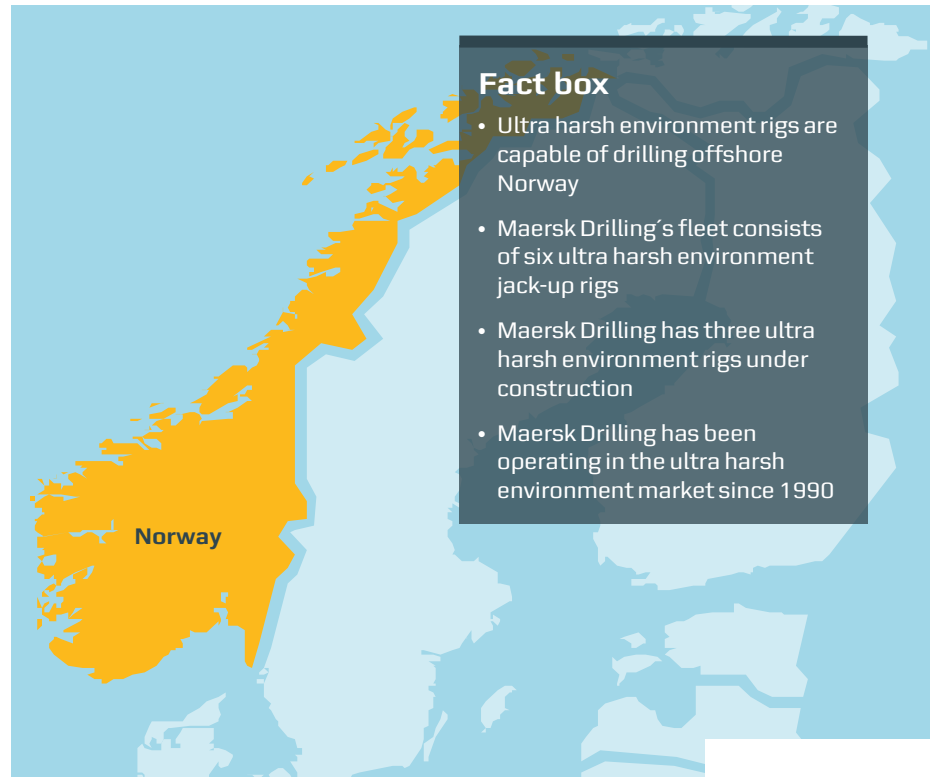 Fact box
• Ultra harsh environment rigs are
capable of drilling offshore
Norway
• Maersk Drilling´s fleet consists
of six ultra harsh environment
jack-up rigs
• Maersk Drilling has three ultra
harsh environment rigs under
construction
• Maersk Drilling has been
operating in the ultra harsh
environment market since 1990
Norway